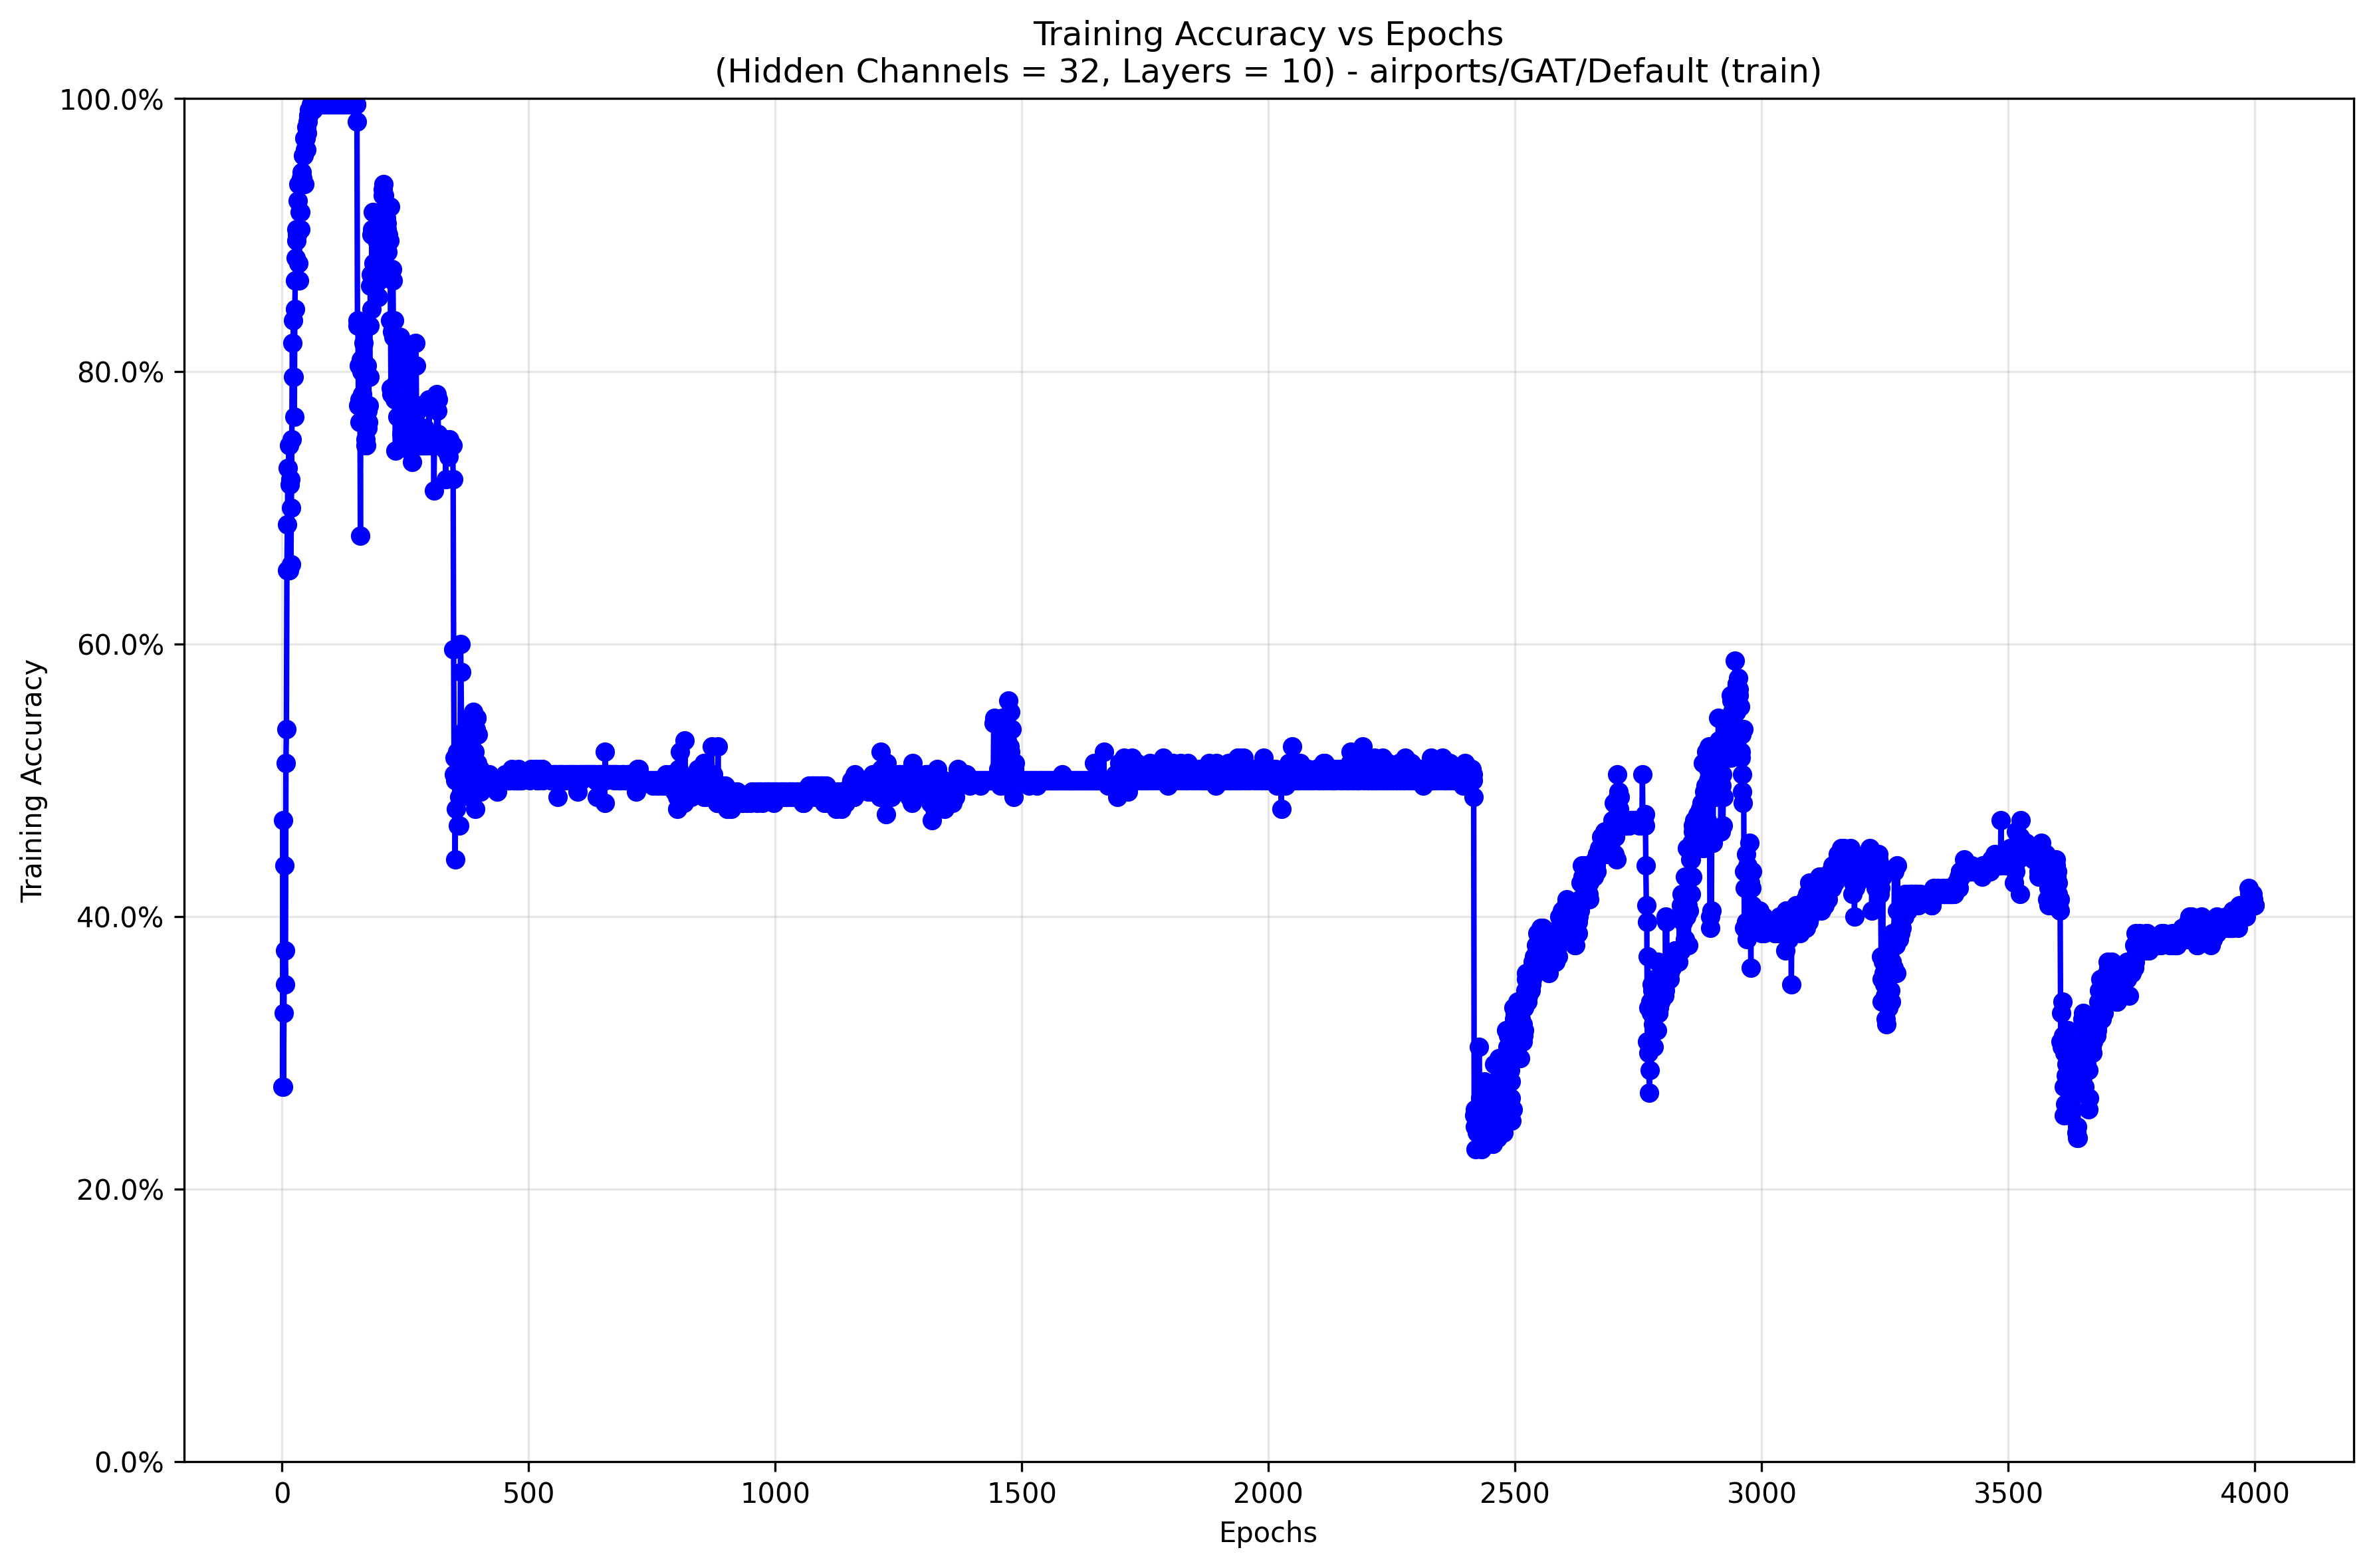 Training Accuracy vs Epochs
(Hidden Channels = 32, Layers = 10) - airports/GAT/Default (train)
100.0%
80.0%
60.0%
40.0%
20.0%
0.0%
Training Accuracy
0 500 1000 1500 2000 2500 3000 3500 4000
Epochs